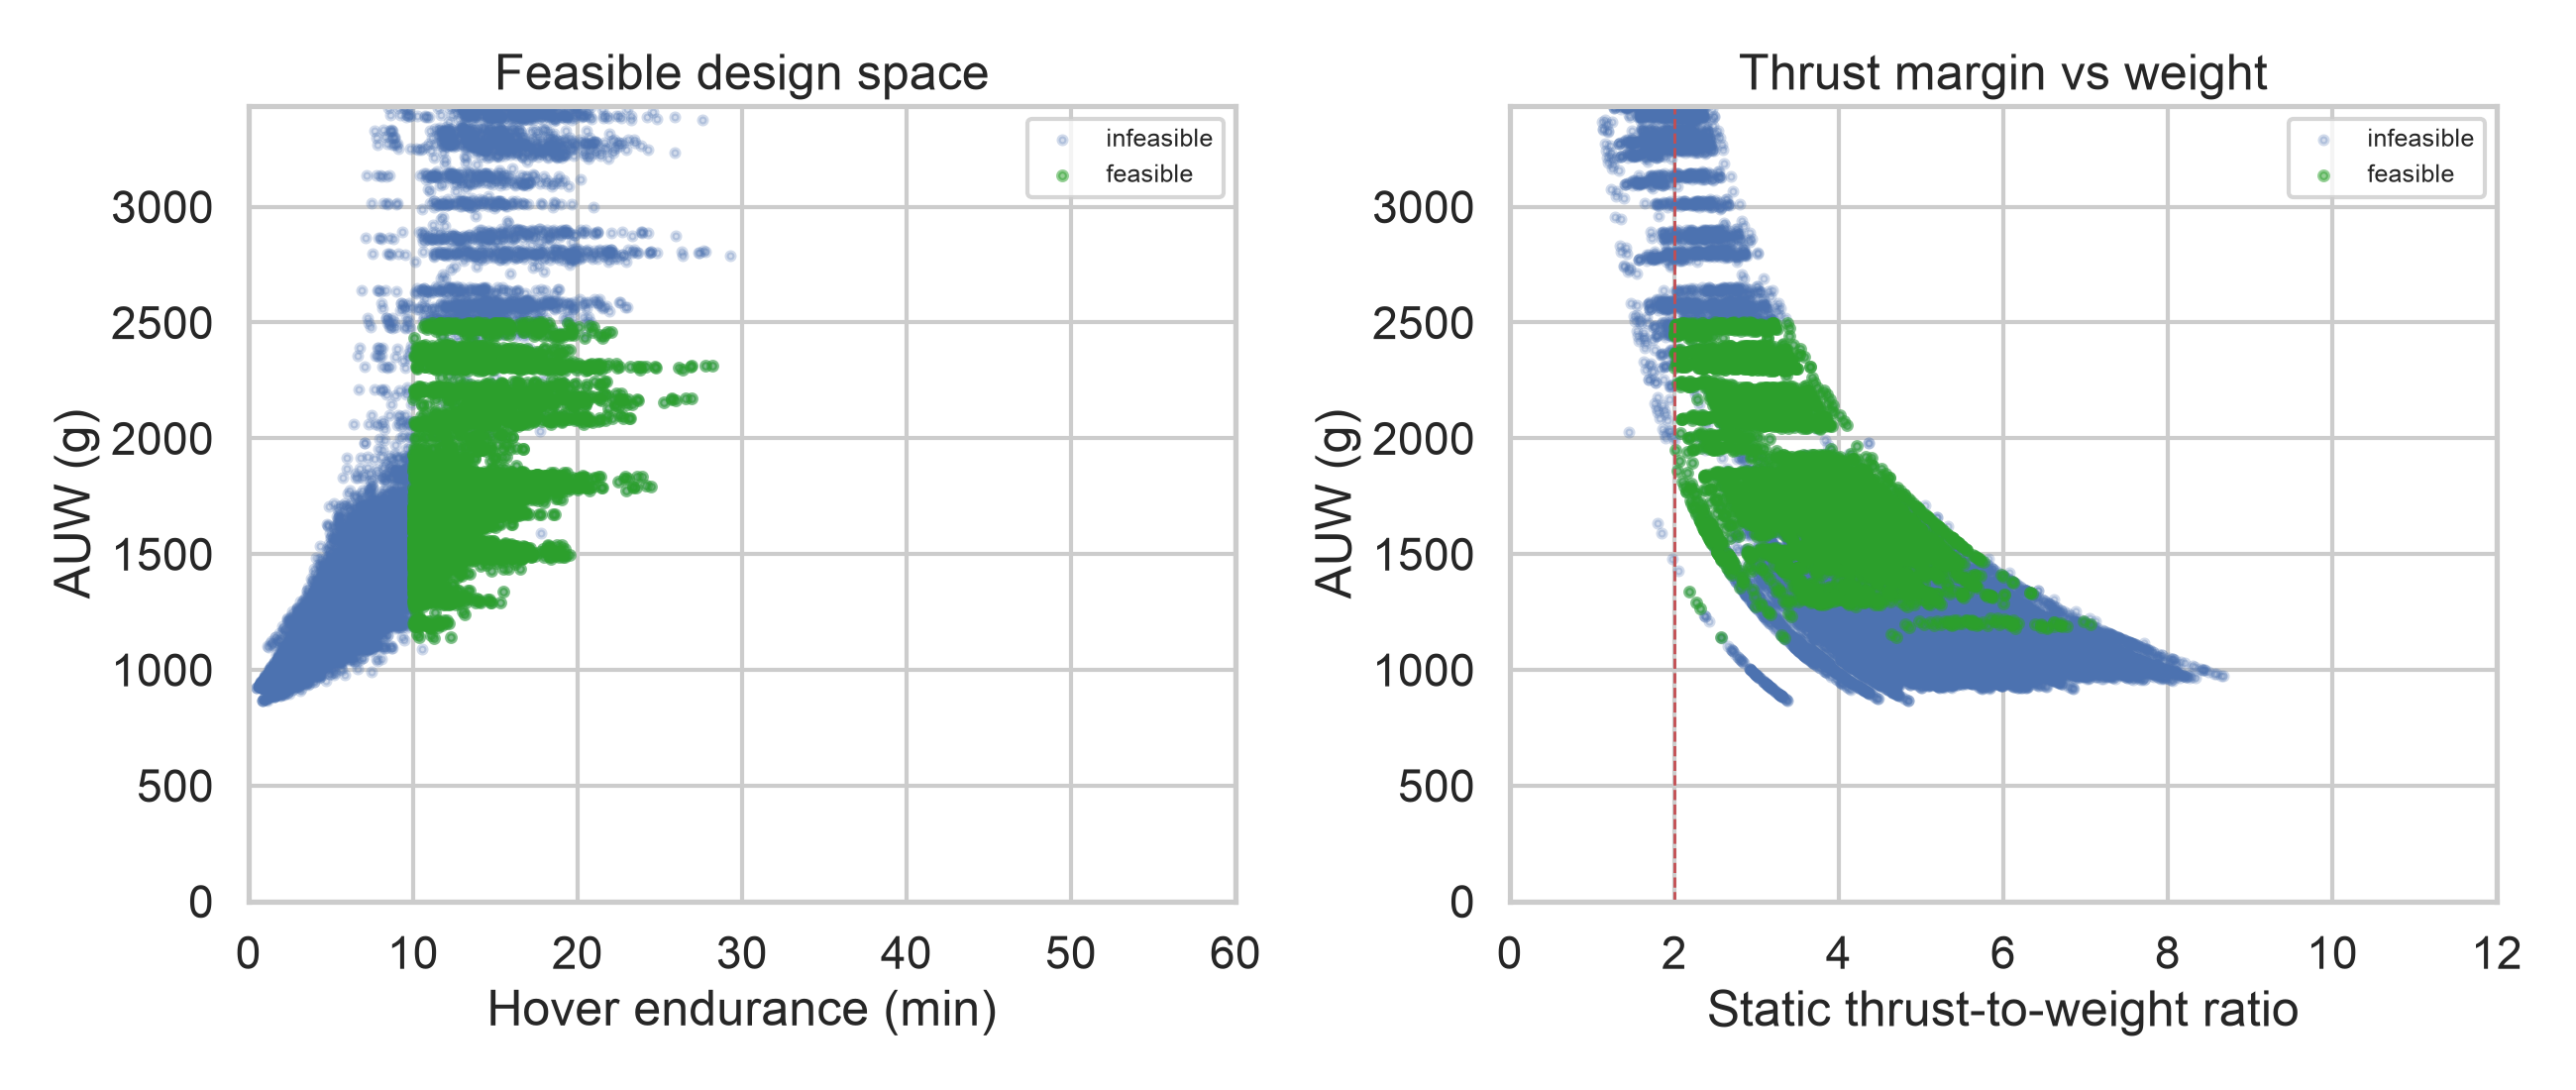 Feasible design space
infeasible
feasible
AUW (g)
3000
2500
2000
1500
1000
500
0
0 10 20 30 40 50 60
Hover endurance (min)
Thrust margin vs weight
infeasible
feasible
AUW (g)
3000
2500
2000
1500
1000
500
0
0 2 4 6 8 10 12
Static thrust-to-weight ratio